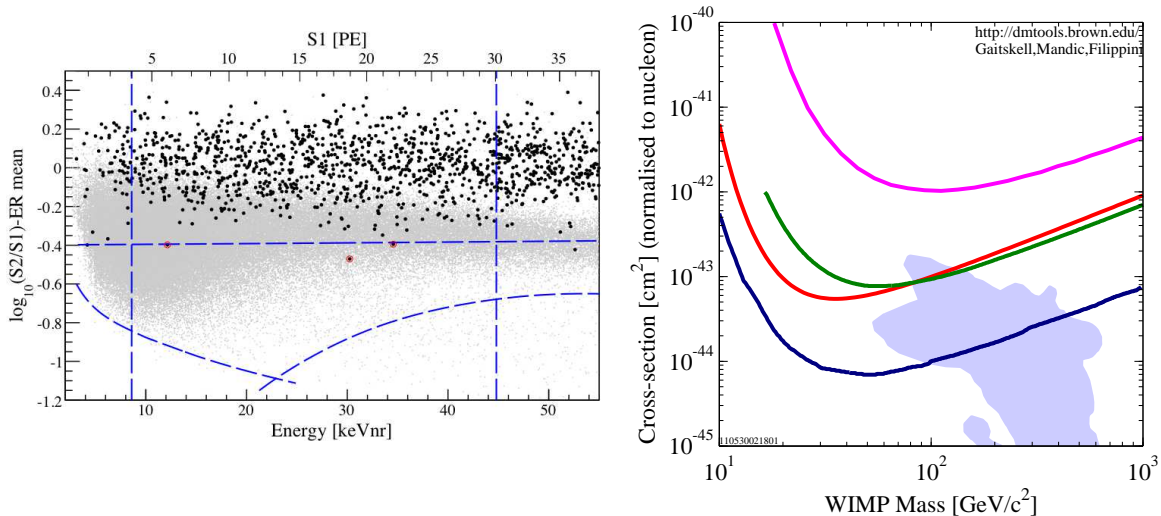 S1 [PE]
5 10 15 20 25 30 35
0.4
0.2
0
-0.2
-0.4
-0.6
-0.8
-1
-1.2
log10(S2/S1)-ER mean
10 20 30 40 50
Energy [keVnr]
http://dmtools.brown.edu/
Gaitskell,Mandic,Filippini
10^-40
10^-41
10^-42
10^-43
10^-44
10^-45
Cross-section [cm^2] (normalised to nucleon)
110530021801
10^1 10^2 10^3
WIMP Mass [GeV/c^2]